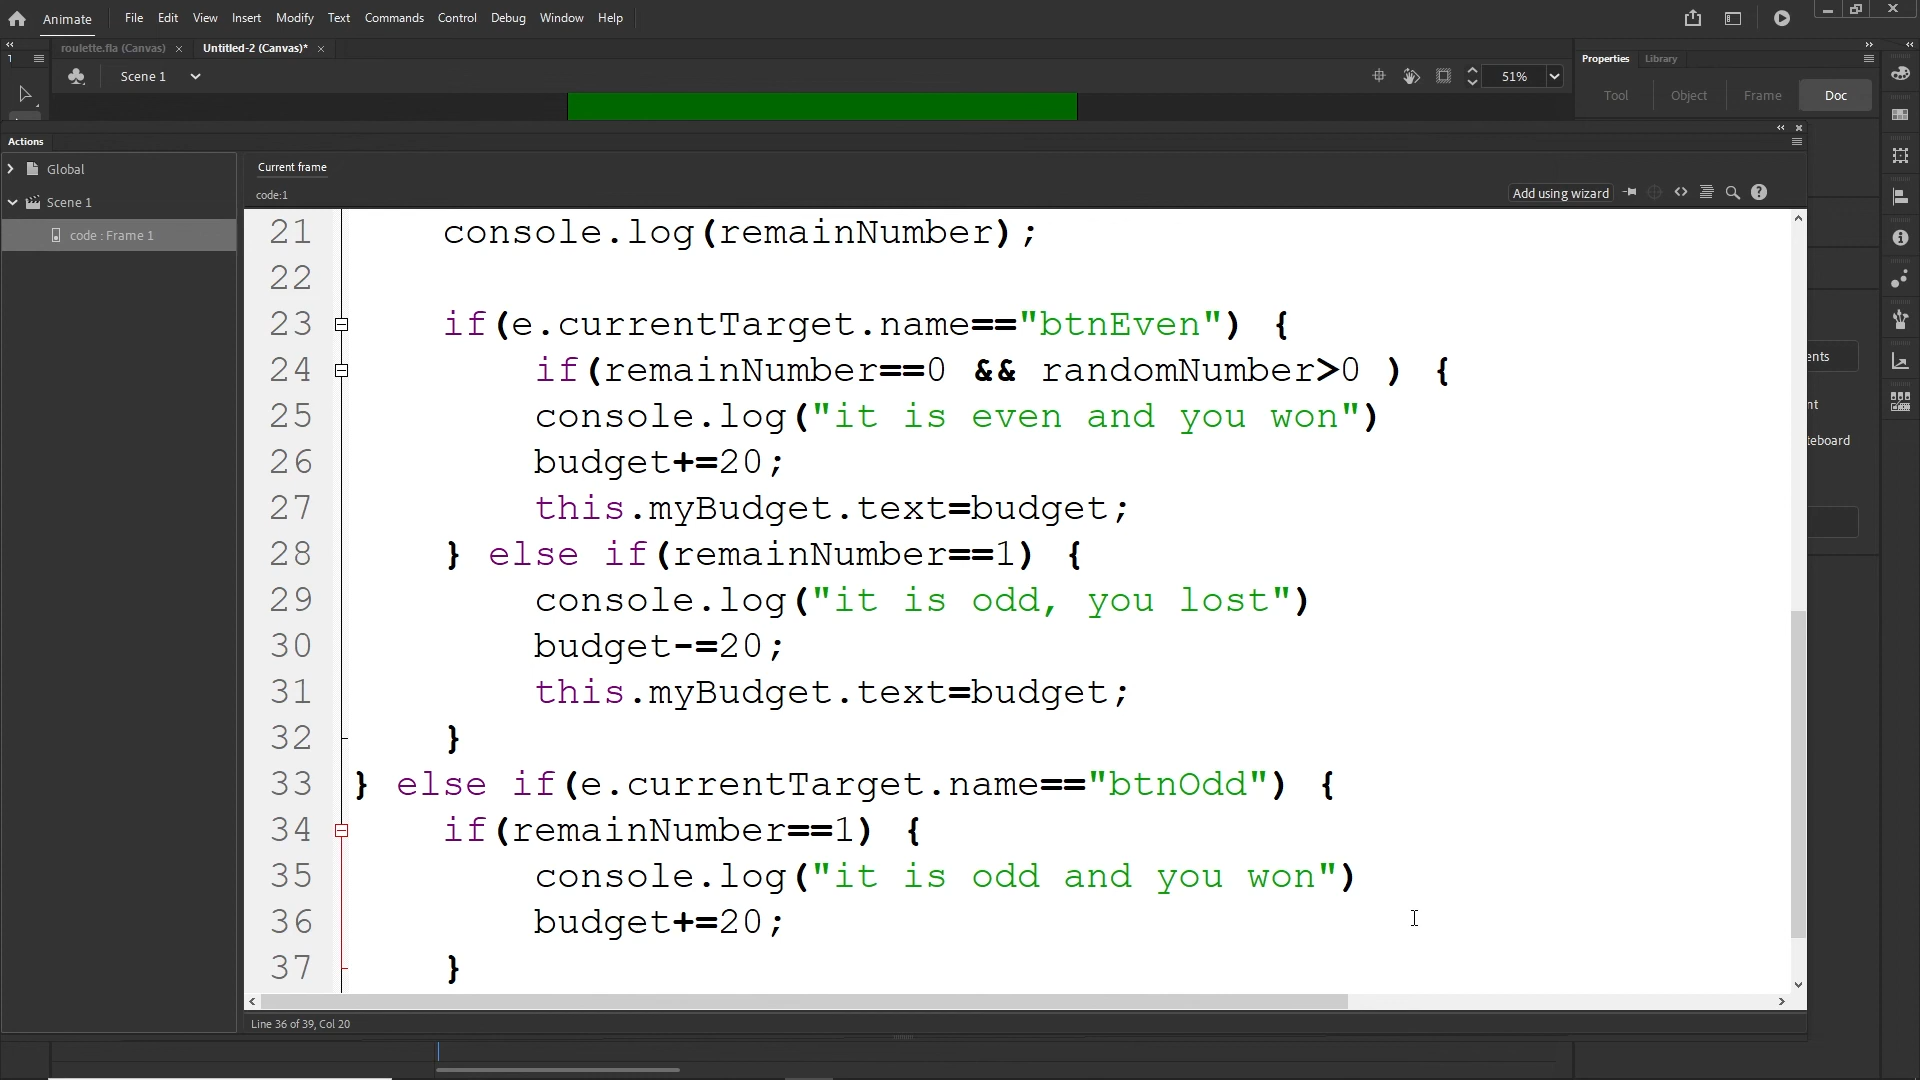 Animate File Edit View Insert Modify Text Commands Control Debug Window Help
roulette.fla (Canvas) × Untitled-2 (Canvas)* ×
Scene 1
51%
Properties Library
Tool Object Frame Doc
Actions
Global
Scene 1
code : Frame 1
Current frame
code:1
Add using wizard
21 console.log(remainNumber);
22
23 if(e.currentTarget.name=="btnEven") {
24 if(remainNumber==0 && randomNumber>0 ) {
25 console.log("it is even and you won")
26 budget+=20;
27 this.myBudget.text=budget;
28 } else if(remainNumber==1) {
29 console.log("it is odd, you lost")
30 budget-=20;
31 this.myBudget.text=budget;
32 }
33 } else if(e.currentTarget.name=="btnOdd") {
34 if(remainNumber==1) {
35 console.log("it is odd and you won")
36 budget+=20;
37 }
Line 36 of 39, Col 20
ents
nt
teboard